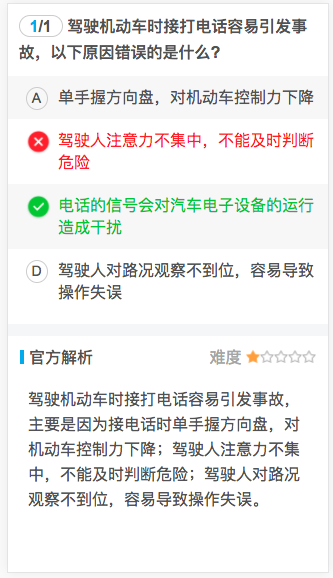 1/1 驾驶机动车时接打电话容易引发事
故，以下原因错误的是什么?
A 单手握方向盘，对机动车控制力下降
驾驶人注意力不集中，不能及时判断
危险
电话的信号会对汽车电子设备的运行
造成干扰
D 驾驶人对路况观察不到位，容易导致
操作失误
官方解析 难度
驾驶机动车时接打电话容易引发事故，
主要是因为接电话时单手握方向盘，对
机动车控制力下降；驾驶人注意力不集
中，不能及时判断危险；驾驶人对路况
观察不到位，容易导致操作失误。